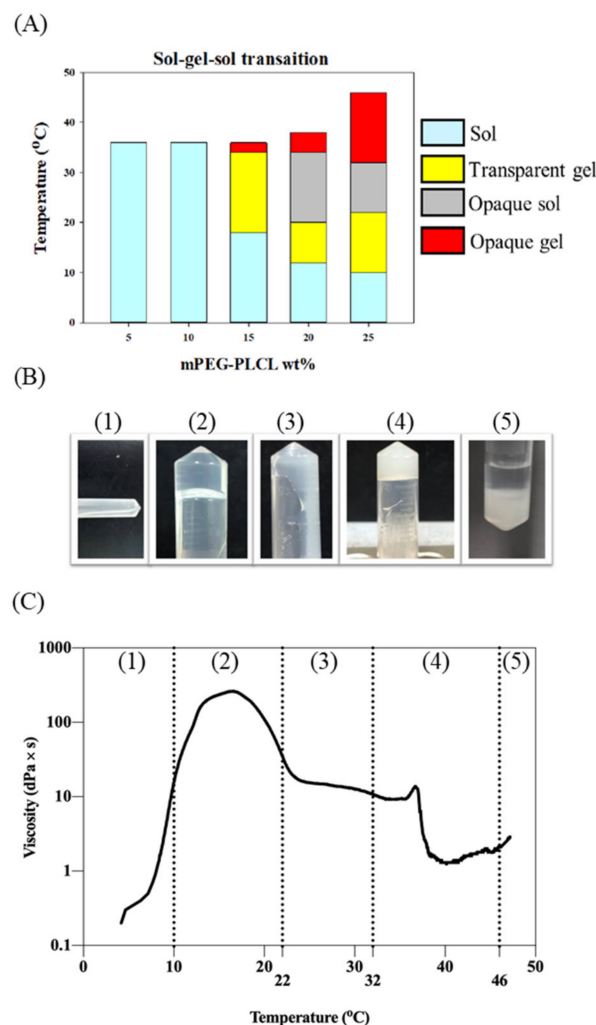 (A)
Sol-gel-sol transaition
Temperature (⁰C)
50
40
30
20
10
0
5 10 15 20 25
mPEG-PLCL wt%
Sol
Transparent gel
Opaque sol
Opaque gel
(B)
(1) (2) (3) (4) (5)
(C)
Viscosity (dPa × s)
1000
100
10
1
0.1
(1) (2) (3) (4) (5)
0 10 20 30 40 50
22 32 46
Temperature (⁰C)